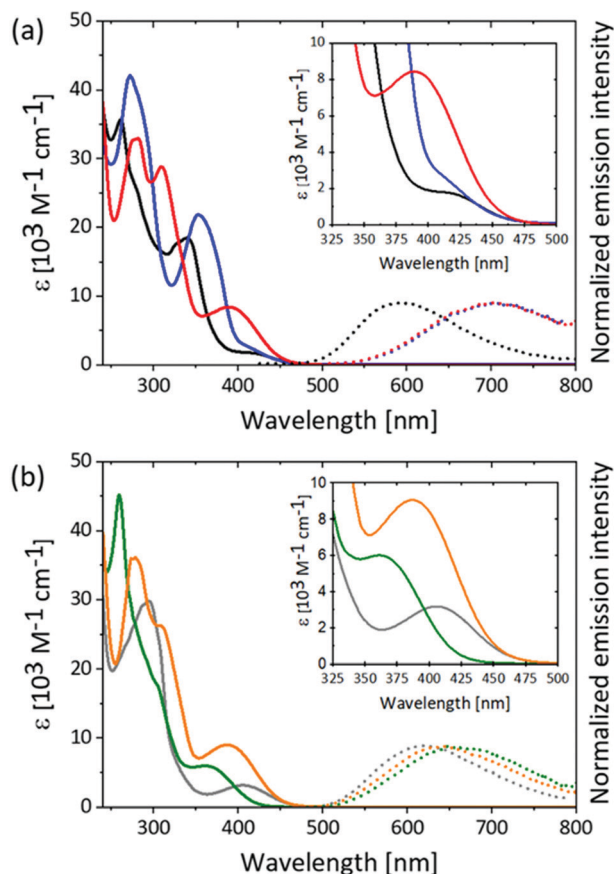 (a)
50
40
30
20
10
0
ε [10³ M⁻¹ cm⁻¹]
300 400 500 600 700 800
Wavelength [nm]
Normalized emission intensity
10
8
6
4
2
0
ε [10³ M⁻¹ cm⁻¹]
325 350 375 400 425 450 475 500
Wavelength [nm]
(b)
50
40
30
20
10
0
ε [10³ M⁻¹ cm⁻¹]
300 400 500 600 700 800
Wavelength [nm]
Normalized emission intensity
10
8
6
4
2
0
ε [10³ M⁻¹ cm⁻¹]
325 350 375 400 425 450 475 500
Wavelength [nm]